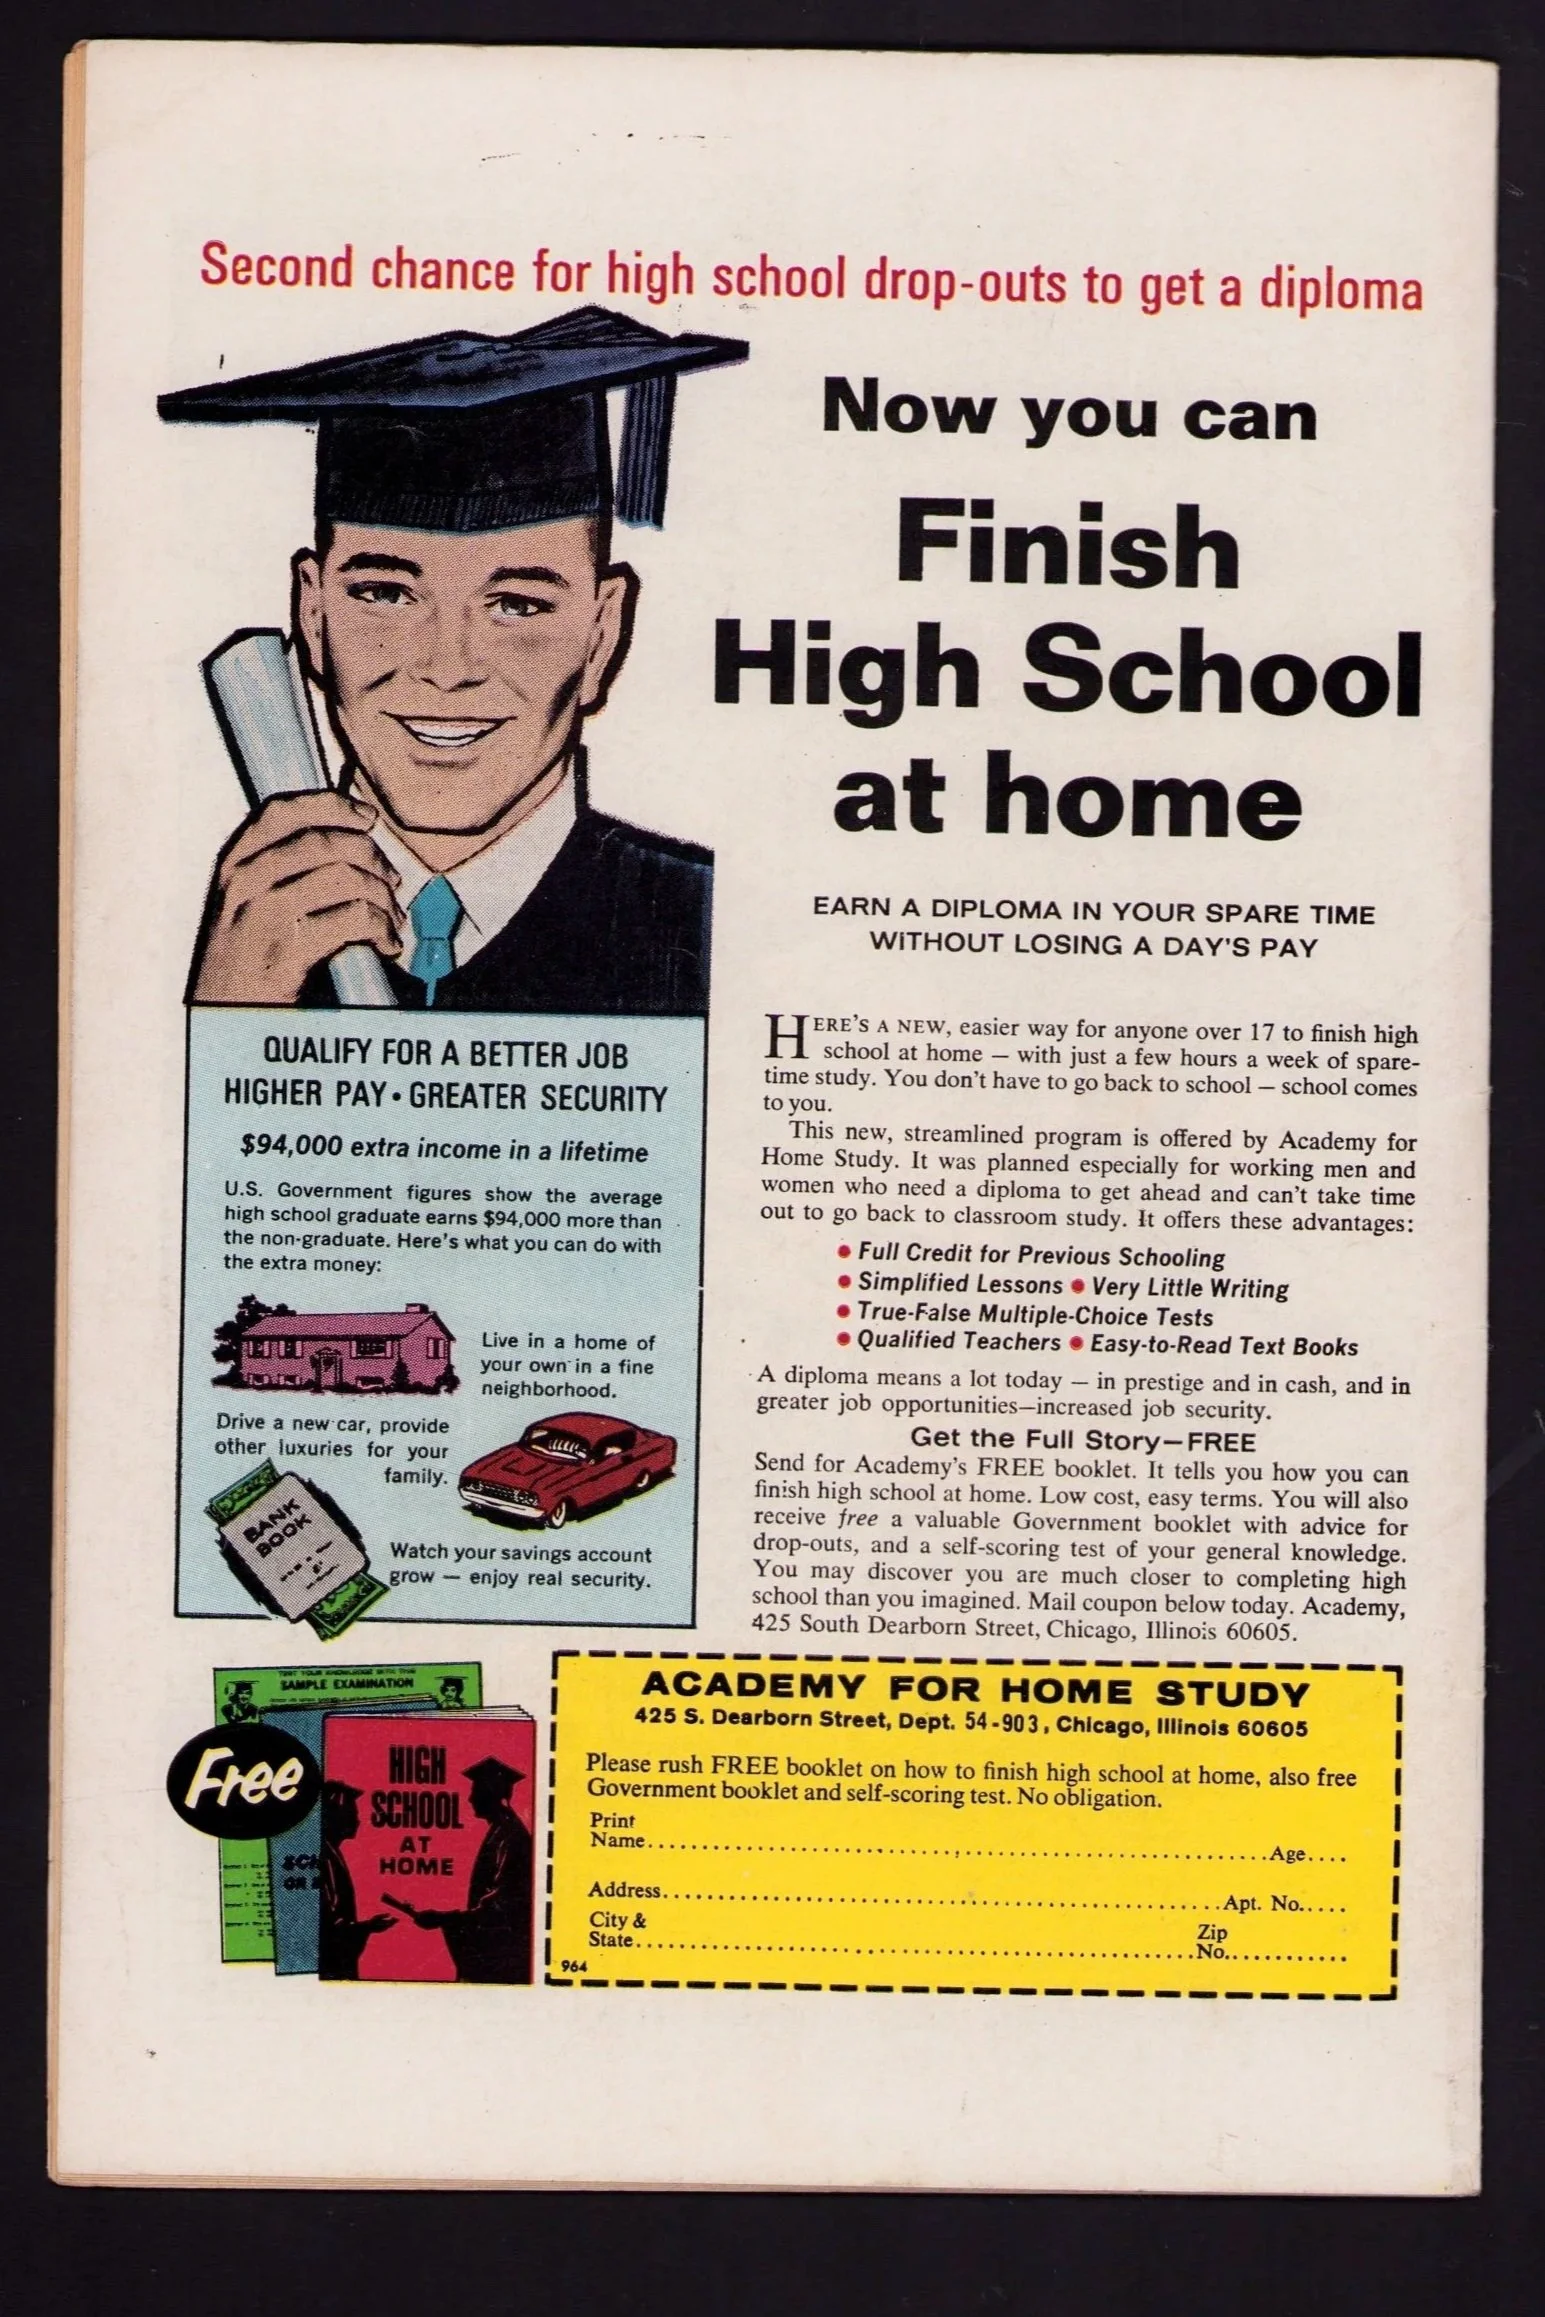 Second chance for high school drop-outs to get a diploma
Now you can
Finish
High School
at home
EARN A DIPLOMA IN YOUR SPARE TIME
WITHOUT LOSING A DAY'S PAY
QUALIFY FOR A BETTER JOB
HIGHER PAY • GREATER SECURITY
$94,000 extra income in a lifetime
U.S. Government figures show the average
high school graduate earns $94,000 more than
the non-graduate. Here's what you can do with
the extra money:
Live in a home of
your own in a fine
neighborhood.
Drive a new car, provide
other luxuries for your
family.
BANK
BOOK
Watch your savings account
grow — enjoy real security.
HERE'S A NEW, easier way for anyone over 17 to finish high
school at home — with just a few hours a week of spare-
time study. You don't have to go back to school — school comes
to you.
This new, streamlined program is offered by Academy for
Home Study. It was planned especially for working men and
women who need a diploma to get ahead and can't take time
out to go back to classroom study. It offers these advantages:
• Full Credit for Previous Schooling
• Simplified Lessons • Very Little Writing
• True-False Multiple-Choice Tests
• Qualified Teachers • Easy-to-Read Text Books
A diploma means a lot today — in prestige and in cash, and in
greater job opportunities—increased job security.
Get the Full Story—FREE
Send for Academy's FREE booklet. It tells you how you can
finish high school at home. Low cost, easy terms. You will also
receive free a valuable Government booklet with advice for
drop-outs, and a self-scoring test of your general knowledge.
You may discover you are much closer to completing high
school than you imagined. Mail coupon below today. Academy,
425 South Dearborn Street, Chicago, Illinois 60605.
TEST YOUR KNOWLEDGE WITH THIS
SAMPLE EXAMINATION
Free
HIGH
SCHOOL
AT
HOME
ACADEMY FOR HOME STUDY
425 S. Dearborn Street, Dept. 54-903, Chicago, Illinois 60605
Please rush FREE booklet on how to finish high school at home, also free
Government booklet and self-scoring test. No obligation.
Print
Name..........Age....
Address..........Apt. No.....
City & Zip
State..........No..........
964